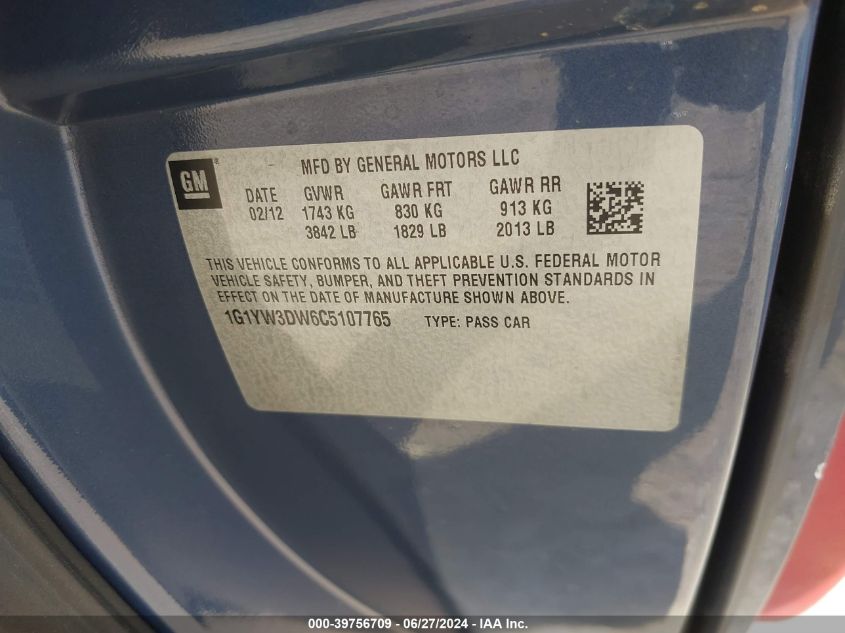 GM
MFD BY GENERAL MOTORS LLC
DATE GVWR GAWR FRT GAWR RR
02/12 1743 KG 830 KG 913 KG
3842 LB 1829 LB 2013 LB
THIS VEHICLE CONFORMS TO ALL APPLICABLE U.S. FEDERAL MOTOR
VEHICLE SAFETY, BUMPER, AND THEFT PREVENTION STANDARDS IN
EFFECT ON THE DATE OF MANUFACTURE SHOWN ABOVE.
1G1YW3DW6C5107765 TYPE: PASS CAR
000-39756709 - 06/27/2024 - IAA Inc.